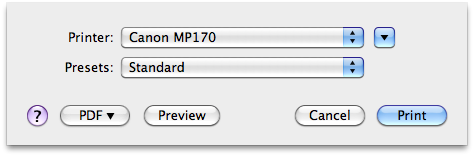 Printer: Canon MP170
Presets: Standard
? PDF ▼ Preview Cancel Print